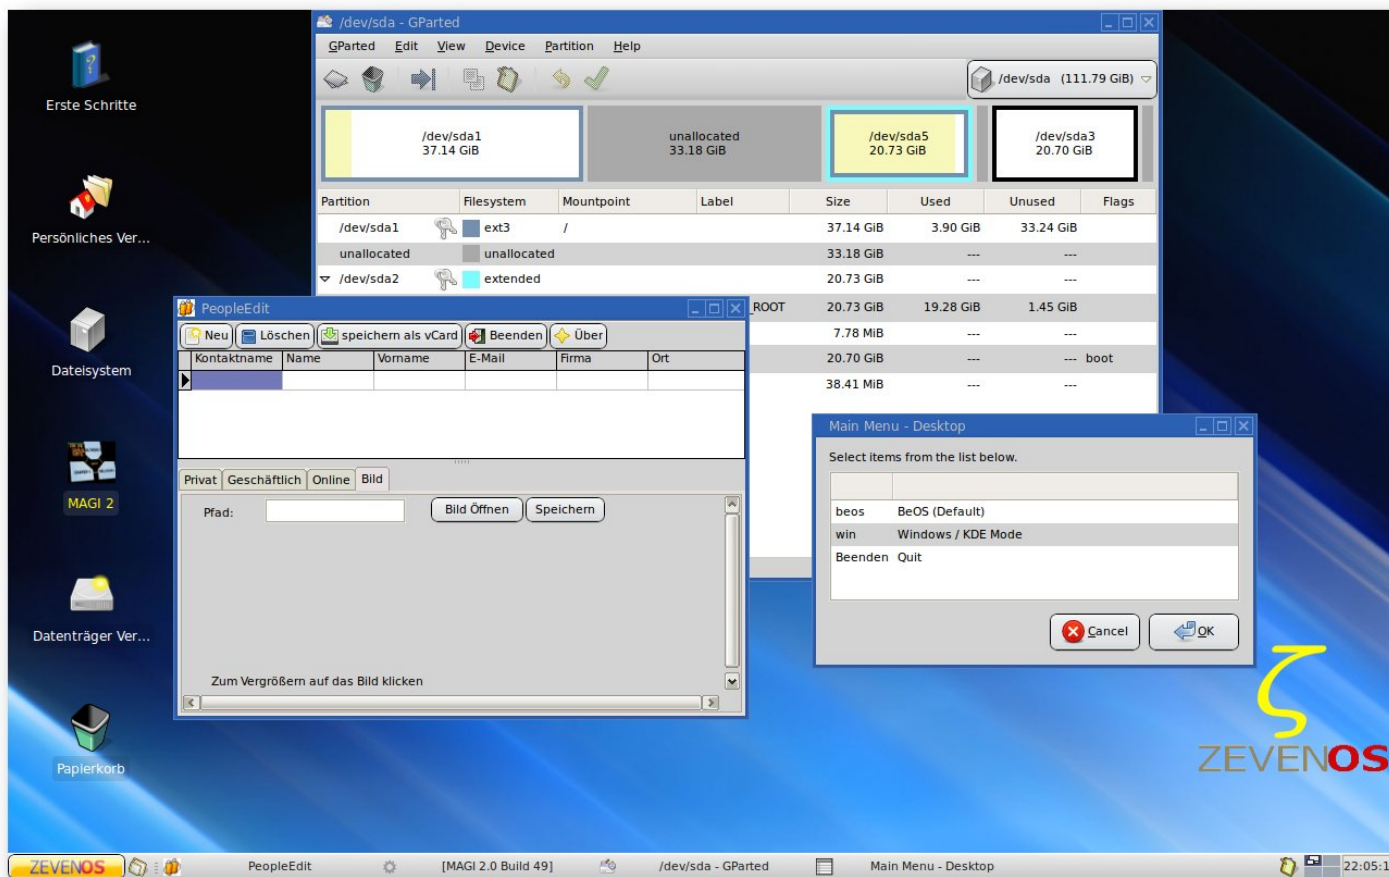 Erste Schritte
Persönliches Ver...
Dateisystem
MAGI 2
Datenträger Ver...
Papierkorb
/dev/sda - GParted
GParted Edit View Device Partition Help
/dev/sda (111.79 GiB)
/dev/sda1
37.14 GiB
unallocated
33.18 GiB
/dev/sda5
20.73 GiB
/dev/sda3
20.70 GiB
Partition Filesystem Mountpoint Label Size Used Unused Flags
/dev/sda1 ext3 / 37.14 GiB 3.90 GiB 33.24 GiB
unallocated unallocated 33.18 GiB --- ---
/dev/sda2 extended 20.73 GiB --- ---
_ROOT 20.73 GiB 19.28 GiB 1.45 GiB
7.78 MiB --- ---
20.70 GiB --- --- boot
38.41 MiB --- ---
PeopleEdit
Neu Löschen speichern als vCard Beenden Über
Kontaktname Name Vorname E-Mail Firma Ort
Privat Geschäftlich Online Bild
Pfad: Bild Öffnen Speichern
Zum Vergrößern auf das Bild klicken
Main Menu - Desktop
Select items from the list below.
beos BeOS (Default)
win Windows / KDE Mode
Beenden Quit
Cancel OK
ζ
ZEVENOS
ZEVENOS PeopleEdit [MAGI 2.0 Build 49] /dev/sda - GParted Main Menu - Desktop 22:05:1